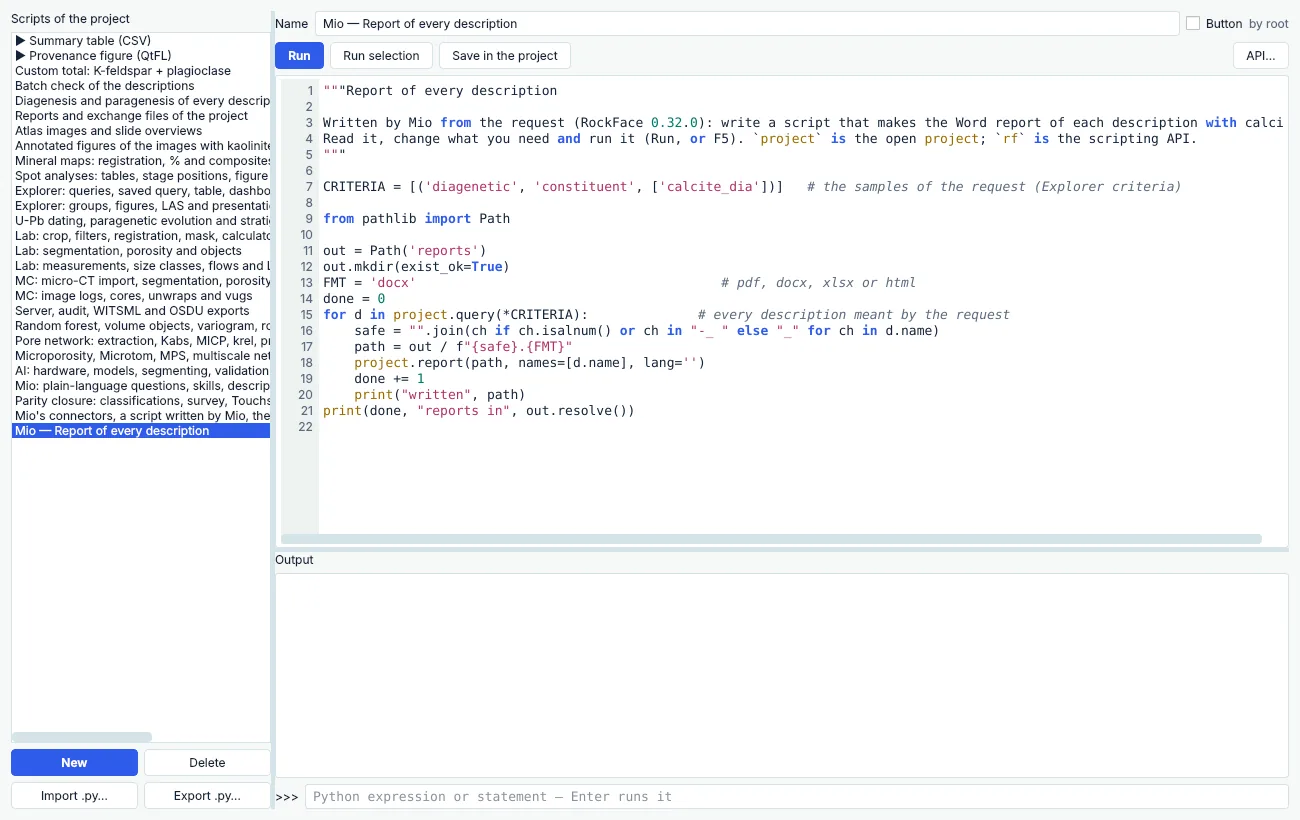 Scripts of the project
▶ Summary table (CSV)
▶ Provenance figure (QtFL)
Custom total: K-feldspar + plagioclase
Batch check of the descriptions
Diagenesis and paragenesis of every descrip
Reports and exchange files of the project
Atlas images and slide overviews
Annotated figures of the images with kaolinite
Mineral maps: registration, % and composites
Spot analyses: tables, stage positions, figure
Explorer: queries, saved query, table, dashbo
Explorer: groups, figures, LAS and presentati
U-Pb dating, paragenetic evolution and strati
Lab: crop, filters, registration, mask, calculato
Lab: segmentation, porosity and objects
Lab: measurements, size classes, flows and
MC: micro-CT import, segmentation, porosity
MC: image logs, cores, unwraps and vugs
Server, audit, WITSML and OSDU exports
Random forest, volume objects, variogram, ro
Pore network: extraction, Kabs, MICP, krel, pr
Microporosity, Microtom, MPS, multiscale net
AI: hardware, models, segmenting, validation
Mio: plain-language questions, skills, descrip
Parity closure: classifications, survey, Touchs
Mio's connectors, a script written by Mio, the
Mio — Report of every description
New
Delete
Import .py...
Export .py...
Name
Mio — Report of every description
Button
by root
Run
Run selection
Save in the project
API...
1 """Report of every description
2
3 Written by Mio from the request (RockFace 0.32.0): write a script that makes the Word report of each description with calci
4 Read it, change what you need and run it (Run, or F5). `project` is the open project; `rf` is the scripting API.
5 """
6
7 CRITERIA = [('diagenetic', 'constituent', ['calcite_dia'])]   # the samples of the request (Explorer criteria)
8
9 from pathlib import Path
10
11 out = Path('reports')
12 out.mkdir(exist_ok=True)
13 FMT = 'docx'                                       # pdf, docx, xlsx or html
14 done = 0
15 for d in project.query(*CRITERIA):              # every description meant by the request
16     safe = "".join(ch if ch.isalnum() or ch in "-_ " else "_" for ch in d.name)
17     path = out / f"{safe}.{FMT}"
18     project.report(path, names=[d.name], lang='')
19     done += 1
20     print("written", path)
21 print(done, "reports in", out.resolve())
22
Output
>>> Python expression or statement — Enter runs it